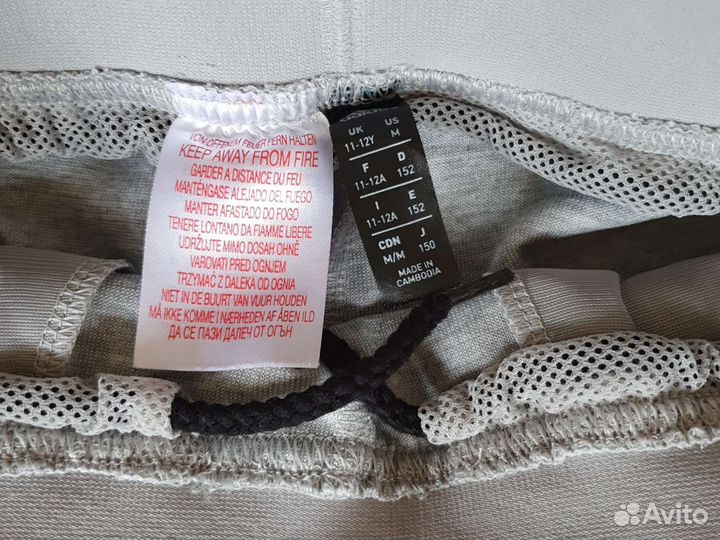 VON OFFENEM FEUER FERN HALTEN
KEEP AWAY FROM FIRE
GARDER A DISTANCE DU FEU
MANTÉNGASE ALEJADO DEL FUEGO
MANTER AFASTADO DO FOGO
TENERE LONTANO DA FIAMME LIBERE
UDRŽUJTE MIMO DOSAH OHNĚ
VAROVATI PRED OGNJEM
TRZYMAĆ Z DALEKA OD OGNIA
NIET IN DE BUURT VAN VUUR HOUDEN
MÅ IKKE KOMME I NÆRHEDEN AF ÅBEN ILD
ДА СЕ ПАЗИ ДАЛЕЧ ОТ ОГЪН
adidas
UK US
11-12Y M
F D
11-12A 152
I E
11-12A 152
CDN J
M/M 150
MADE IN
CAMBODIA
Avito